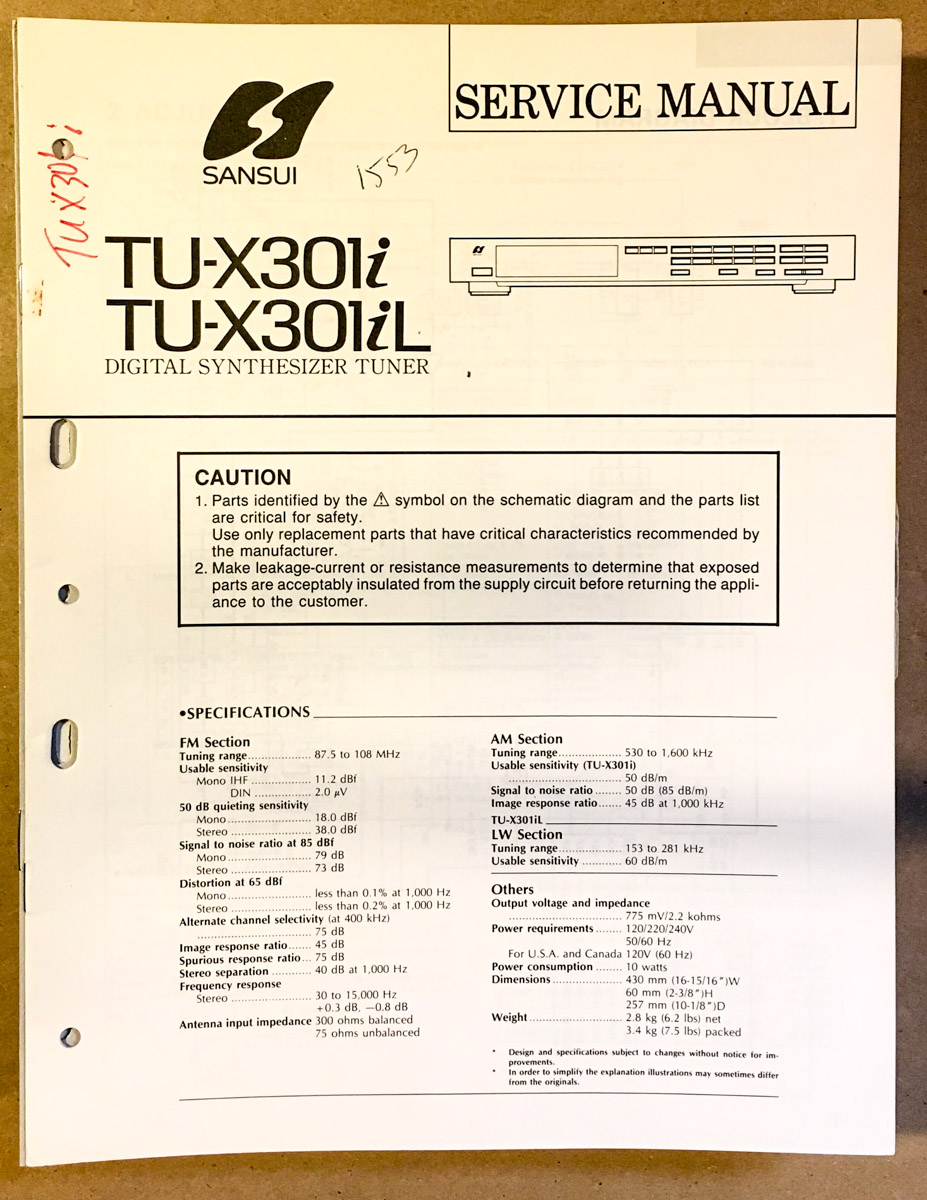 SERVICE MANUAL
SANSUI
1553
TU-X301i
TU-X301iL
DIGITAL SYNTHESIZER TUNER
CAUTION
1. Parts identified by the ⚠ symbol on the schematic diagram and the parts list
are critical for safety.
Use only replacement parts that have critical characteristics recommended by
the manufacturer.
2. Make leakage-current or resistance measurements to determine that exposed
parts are acceptably insulated from the supply circuit before returning the appli-
ance to the customer.
•SPECIFICATIONS
FM Section
Tuning range.................. 87.5 to 108 MHz
Usable sensitivity
Mono IHF ................. 11.2 dBf
DIN ................ 2.0 μV
50 dB quieting sensitivity
Mono........................ 18.0 dBf
Stereo ....................... 38.0 dBf
Signal to noise ratio at 85 dBf
Mono........................ 79 dB
Stereo ....................... 73 dB
Distortion at 65 dBf
Mono........................ less than 0.1% at 1,000 Hz
Stereo ....................... less than 0.2% at 1,000 Hz
Alternate channel selectivity (at 400 kHz)
................................. 75 dB
Image response ratio...... 45 dB
Spurious response ratio... 75 dB
Stereo separation ........... 40 dB at 1,000 Hz
Frequency response
Stereo ....................... 30 to 15,000 Hz
+0.3 dB, −0.8 dB
Antenna input impedance 300 ohms balanced
75 ohms unbalanced
AM Section
Tuning range.................. 530 to 1,600 kHz
Usable sensitivity (TU-X301i)
................................ 50 dB/m
Signal to noise ratio ....... 50 dB (85 dB/m)
Image response ratio...... 45 dB at 1,000 kHz
TU-X301iL
LW Section
Tuning range.................. 153 to 281 kHz
Usable sensitivity ........... 60 dB/m
Others
Output voltage and impedance
................................ 775 mV/2.2 kohms
Power requirements ....... 120/220/240V
50/60 Hz
For U.S.A. and Canada 120V (60 Hz)
Power consumption ....... 10 watts
Dimensions ................... 430 mm (16-15/16")W
60 mm (2-3/8")H
257 mm (10-1/8")D
Weight.......................... 2.8 kg (6.2 lbs) net
3.4 kg (7.5 lbs) packed
* Design and specifications subject to changes without notice for im-
provements.
* In order to simplify the explanation illustrations may sometimes differ
from the originals.